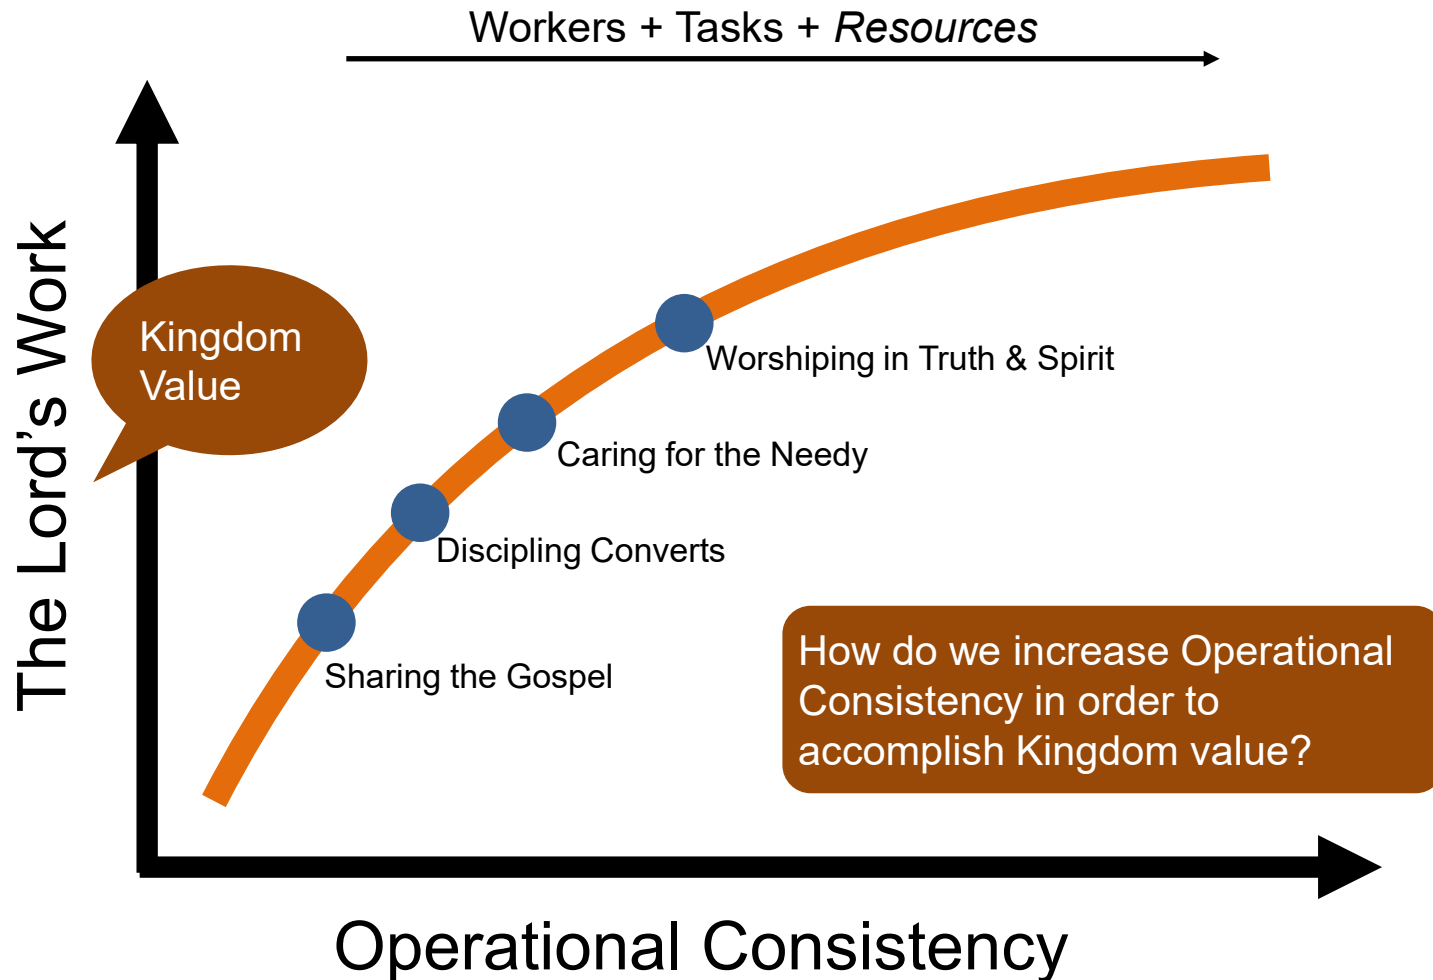 Workers + Tasks + Resources
The Lord's Work
Kingdom
Value
Worshiping in Truth & Spirit
Caring for the Needy
Discipling Converts
Sharing the Gospel
How do we increase Operational
Consistency in order to
accomplish Kingdom value?
Operational Consistency